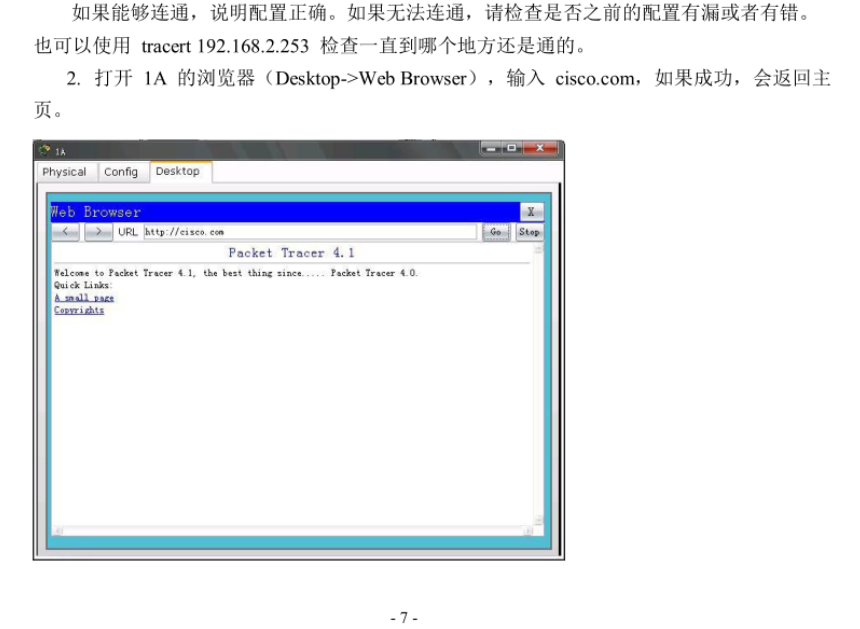 如果能够连通，说明配置正确。如果无法连通，请检查是否之前的配置有漏或者有错。
也可以使用 tracert 192.168.2.253 检查一直到哪个地方还是通的。
2. 打开 1A 的浏览器（Desktop->Web Browser），输入 cisco.com，如果成功，会返回主
页。
1A
Physical Config Desktop
Web Browser X
< > URL http://cisco.com Go Stop
Packet Tracer 4.1
Welcome to Packet Tracer 4.1, the best thing since..... Packet Tracer 4.0.
Quick Links:
A small page
Copyrights
- 7 -